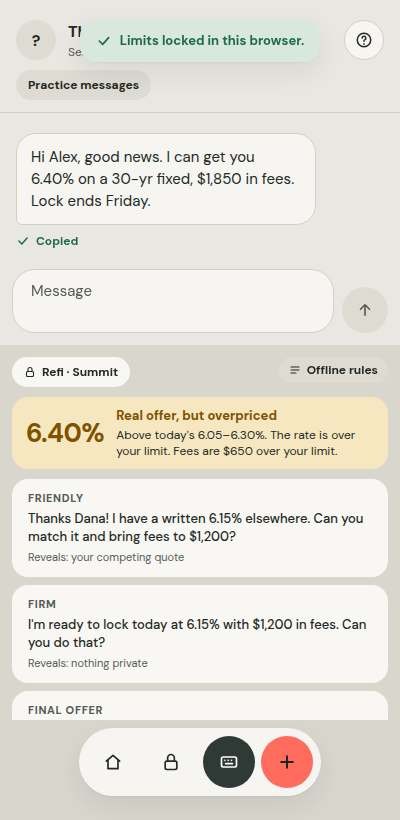 ?
Limits locked in this browser.
Practice messages
Hi Alex, good news. I can get you
6.40% on a 30-yr fixed, $1,850 in fees.
Lock ends Friday.
Copied
Message
Refi · Summit
Offline rules
6.40%
Real offer, but overpriced
Above today's 6.05–6.30%. The rate is over
your limit. Fees are $650 over your limit.
FRIENDLY
Thanks Dana! I have a written 6.15% elsewhere. Can you
match it and bring fees to $1,200?
Reveals: your competing quote
FIRM
I'm ready to lock today at 6.15% with $1,200 in fees. Can
you do that?
Reveals: nothing private
FINAL OFFER